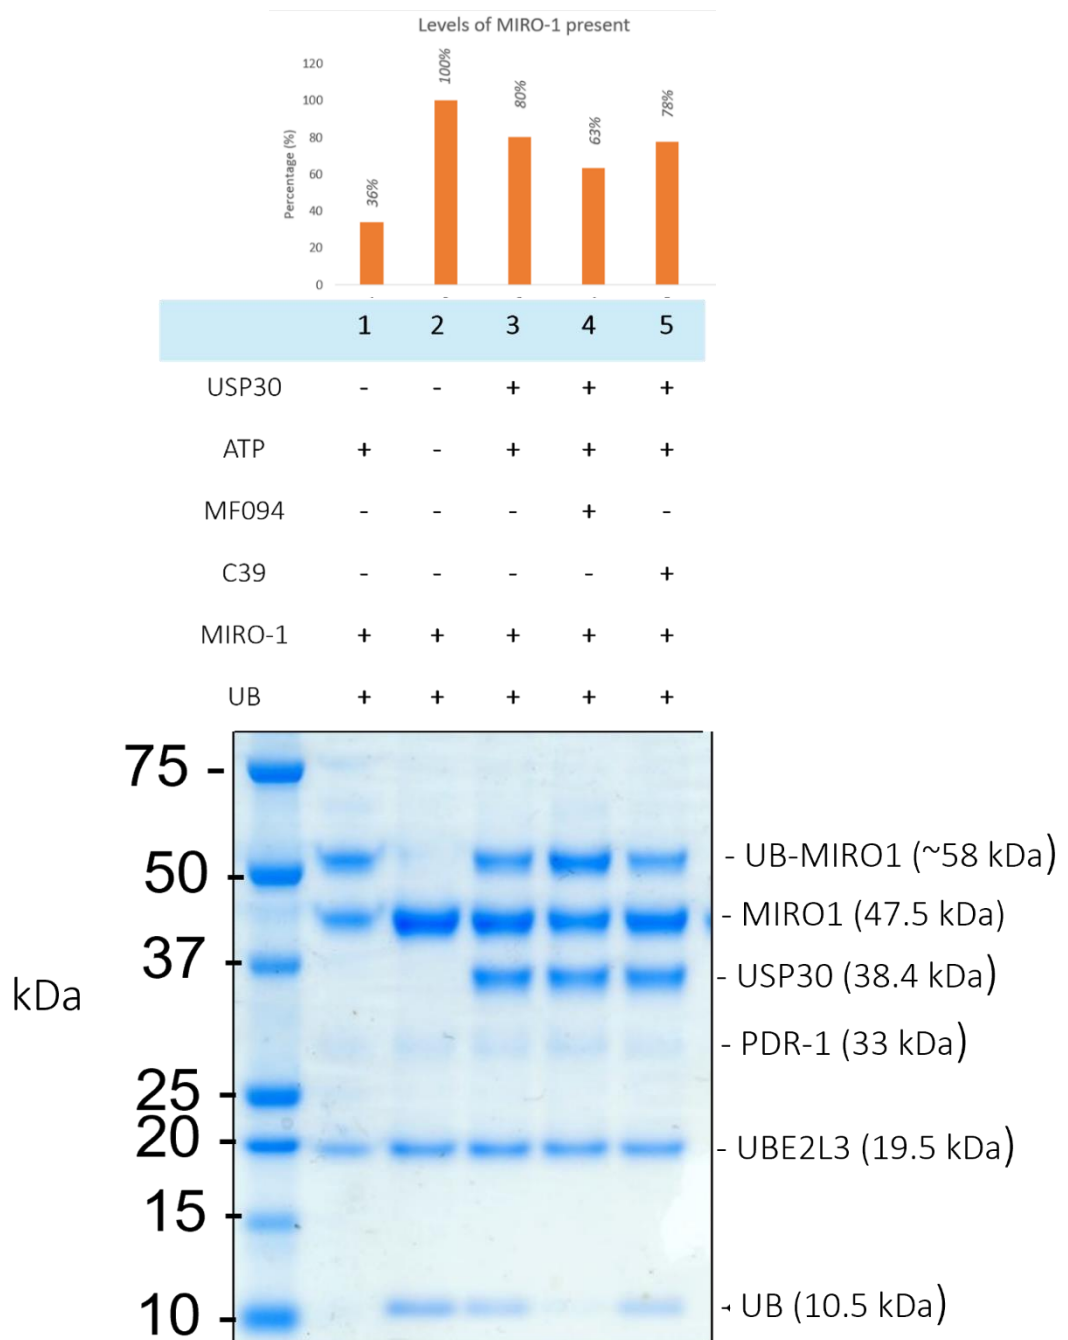 Levels of MIRO-1 present
Percentage (%)
120
100
80
60
40
20
0
36%
100%
80%
63%
78%
1 2 3 4 5
USP30 - - + + +
ATP + - + + +
MF094 - - - + -
C39 - - - - +
MIRO-1 + + + + +
UB + + + + +
kDa
75 -
50 -
37 -
25 -
20 -
15 -
10 -
- UB-MIRO1 (~58 kDa)
- MIRO1 (47.5 kDa)
- USP30 (38.4 kDa)
- PDR-1 (33 kDa)
- UBE2L3 (19.5 kDa)
- UB (10.5 kDa)